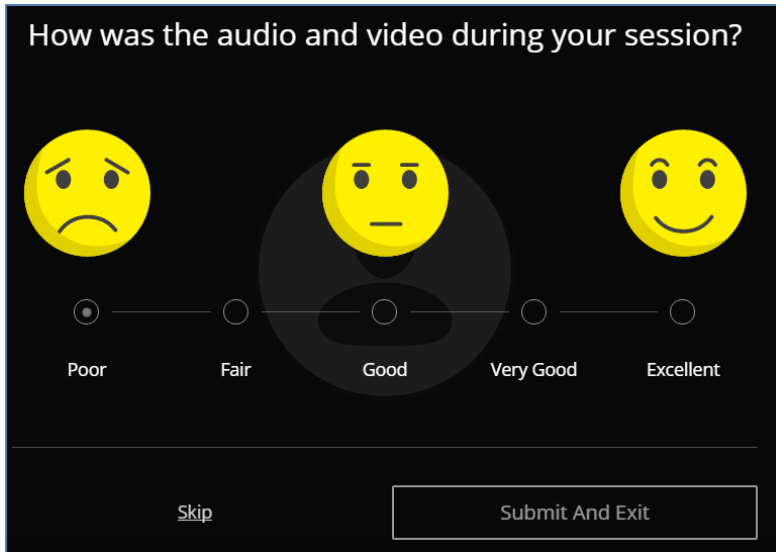 How was the audio and video during your session?
Poor Fair Good Very Good Excellent
Skip Submit And Exit